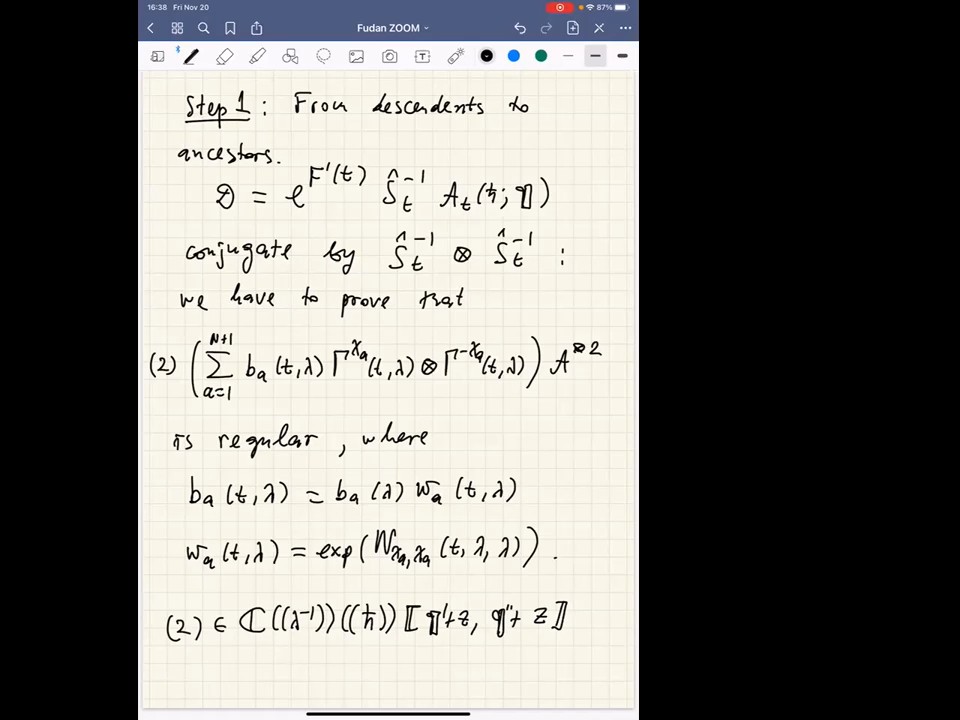 16:38 Fri Nov 20
87%
Fudan ZOOM
Step 1: From descendents to
ancestors.
𝒟 = e^{F'(t)} Ŝ_t^{-1} 𝒜_t(ħ; 𝐪)
conjugate by Ŝ_t^{-1} ⊗ Ŝ_t^{-1} :
we have to prove that
(2) (∑_{a=1}^{N+1} b_a(t,λ) Γ^{χ_a}(t,λ) ⊗ Γ^{-χ_a}(t,λ)) 𝒜^{⊗2}
is regular, where
b_a(t,λ) = b_a(λ) w_a(t,λ)
w_a(t,λ) = exp(W_{χ_a,χ_a}(t,λ,λ)).
(2) ∈ ℂ((λ^{-1}))((ħ))⟦𝐪'+z, 𝐪''+z⟧